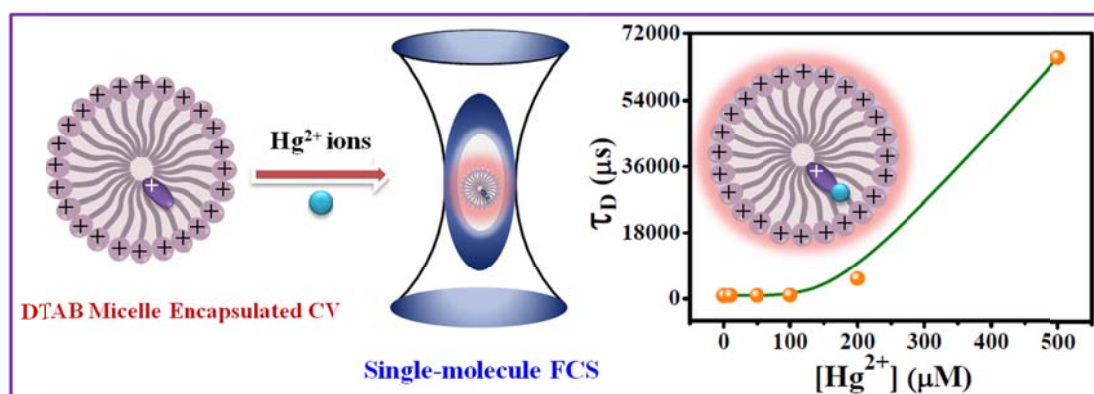 Hg²⁺ ions
DTAB Micelle Encapsulated CV
Single-molecule FCS
τD (μs)
72000
54000
36000
18000
0
0 100 200 300 400 500
[Hg²⁺] (μM)